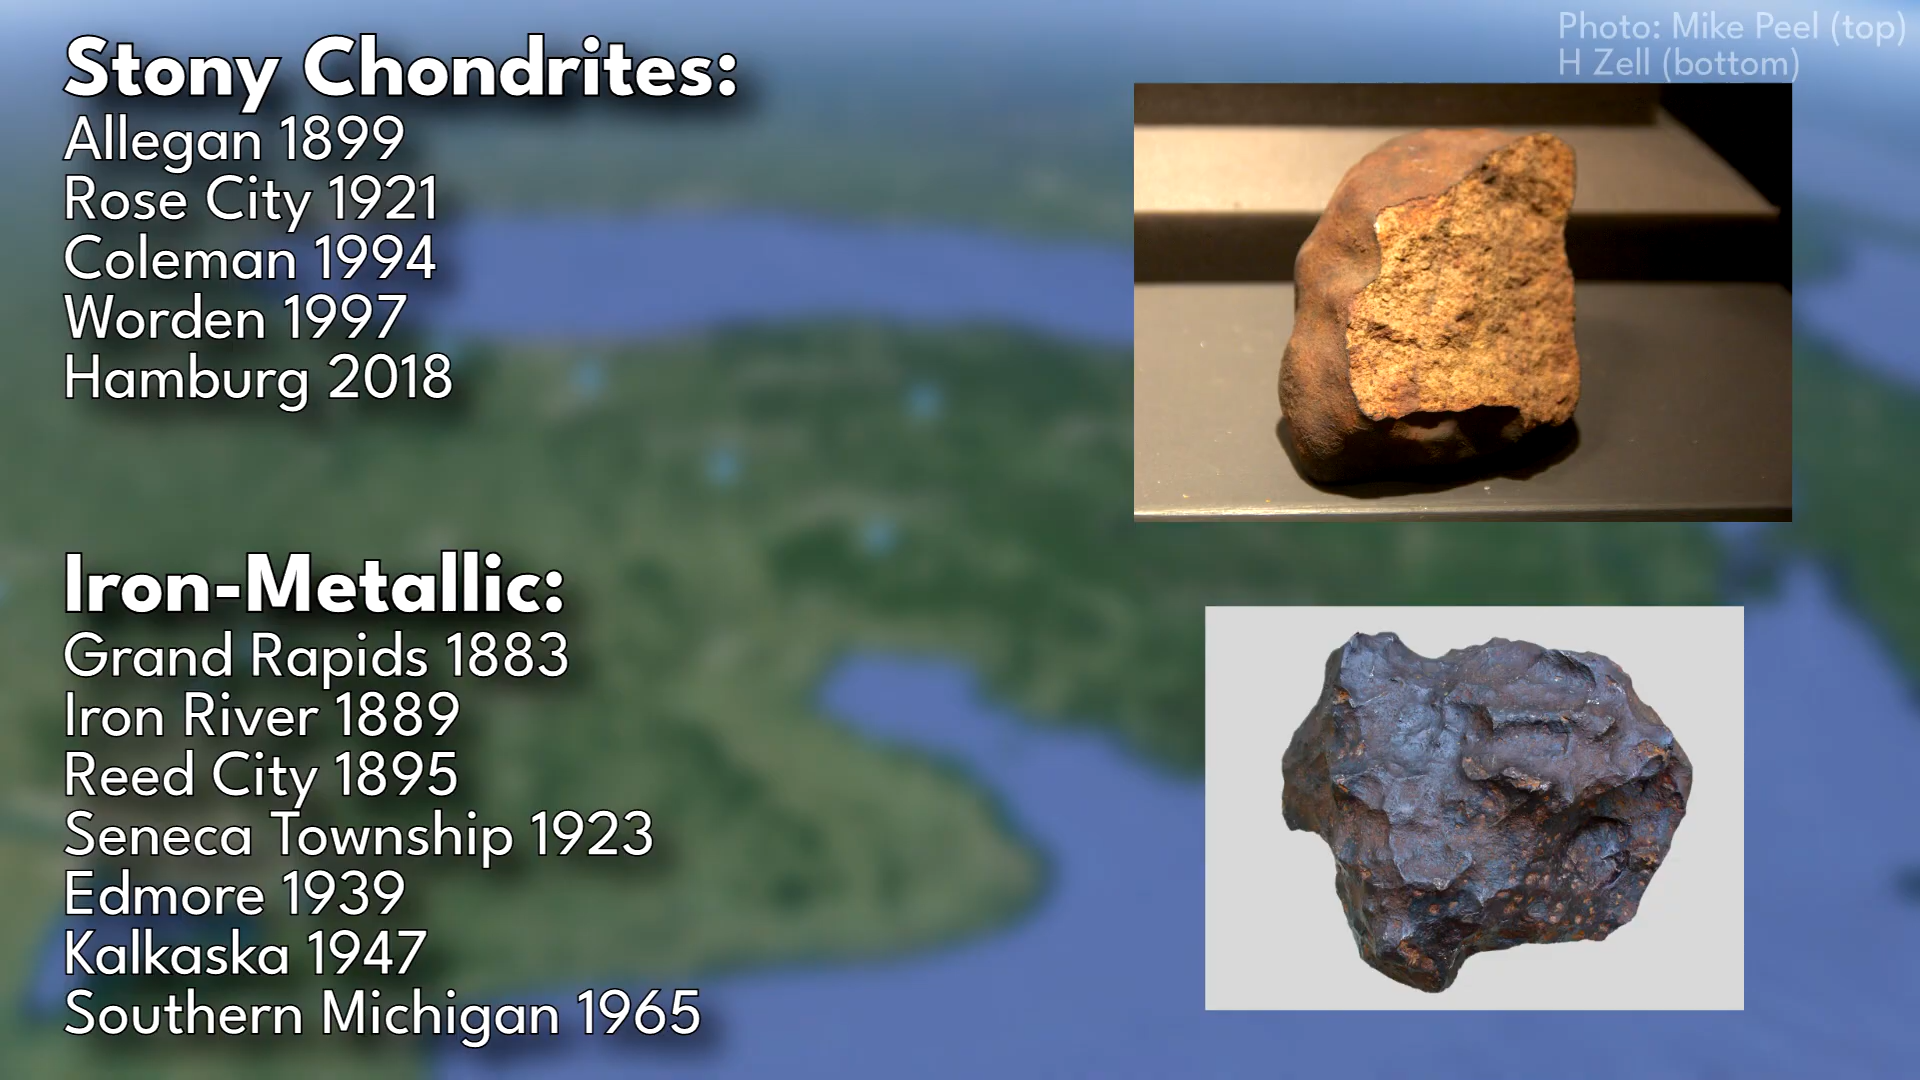 Stony Chondrites:
Allegan 1899
Rose City 1921
Coleman 1994
Worden 1997
Hamburg 2018
Iron-Metallic:
Grand Rapids 1883
Iron River 1889
Reed City 1895
Seneca Township 1923
Edmore 1939
Kalkaska 1947
Southern Michigan 1965
Photo: Mike Peel (top)
H Zell (bottom)